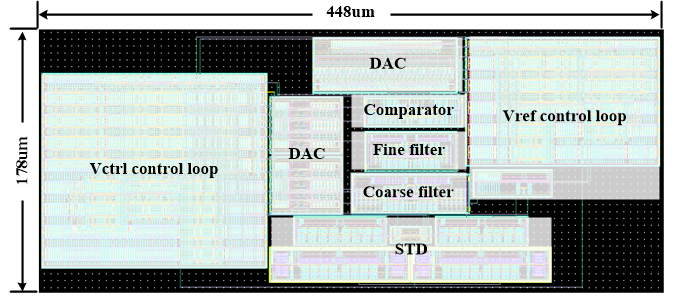 448um
178um
DAC
Comparator
Vref control loop
Fine filter
DAC
Vctrl control loop
Coarse filter
STD